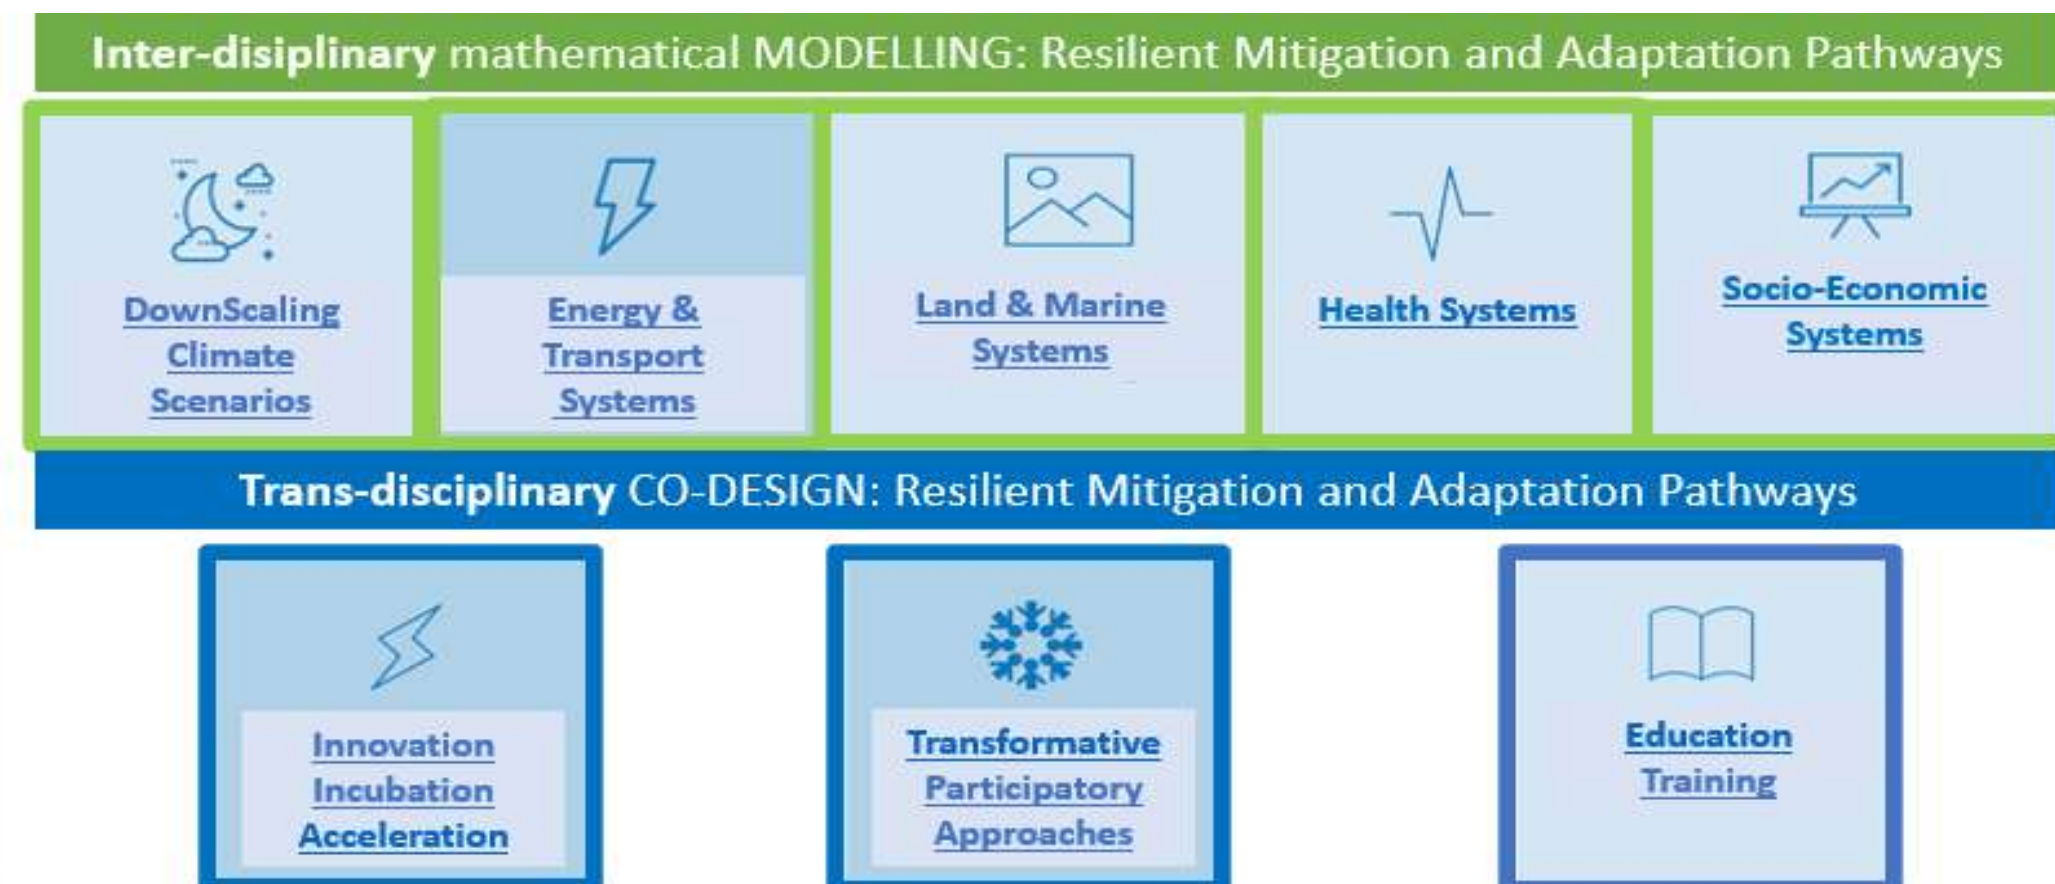 Inter-disiplinary mathematical MODELLING: Resilient Mitigation and Adaptation Pathways
DownScaling
Climate
Scenarios
Energy &
Transport
Systems
Land & Marine
Systems
Health Systems
Socio-Economic
Systems
Trans-disciplinary CO-DESIGN: Resilient Mitigation and Adaptation Pathways
Innovation
Incubation
Acceleration
Transformative
Participatory
Approaches
Education
Training